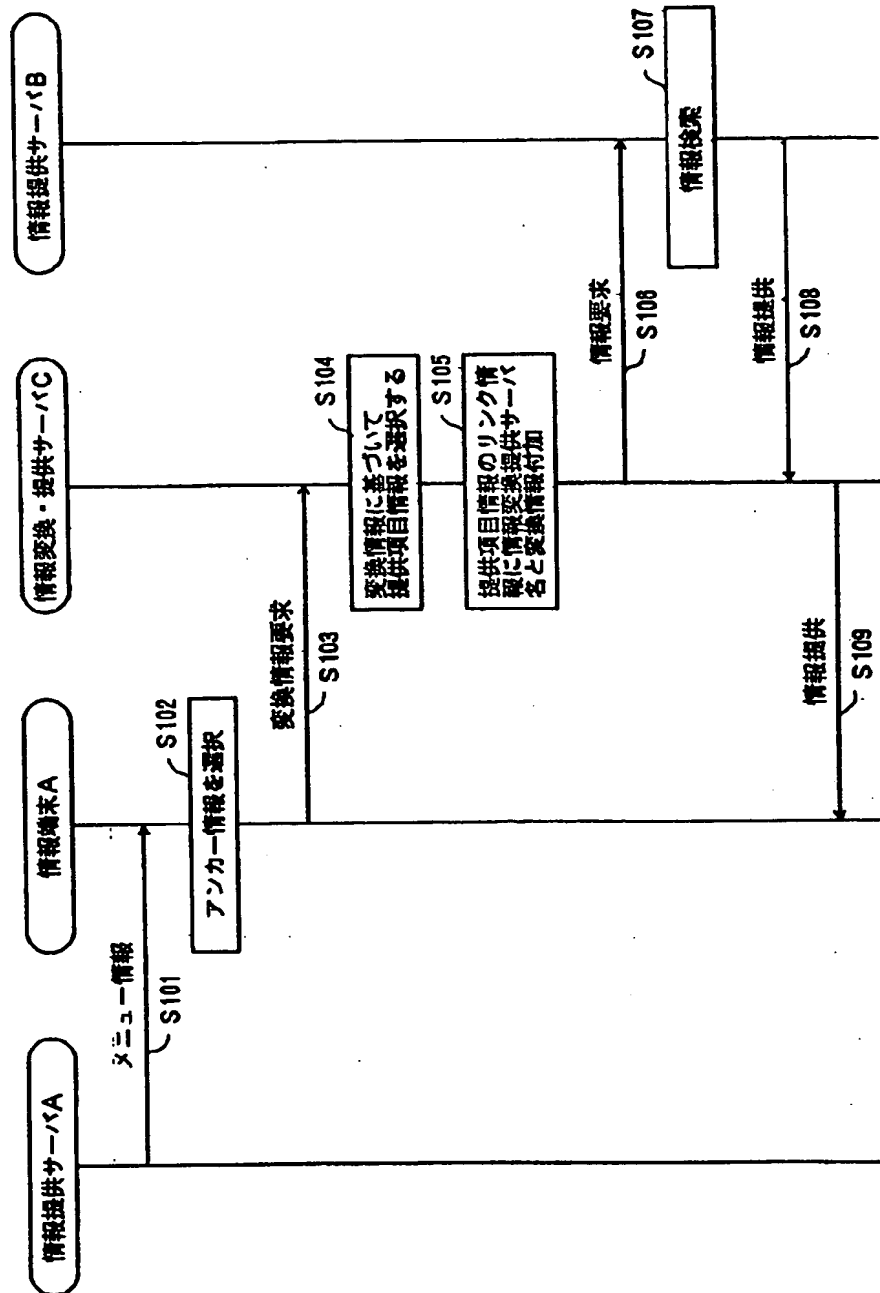 情報提供サーバA
情報端末A
情報変換・提供サーバC
情報提供サーバB
メニュー情報
S101
アンカー情報を選択
S102
変換情報要求
S103
変換情報に基づいて
提供項目情報を選択する
S104
提供項目情報のリンク情
報に情報変換提供サーバ
名と変換情報付加
S105
情報要求
S106
情報検索
S107
情報提供
S108
情報提供
S109